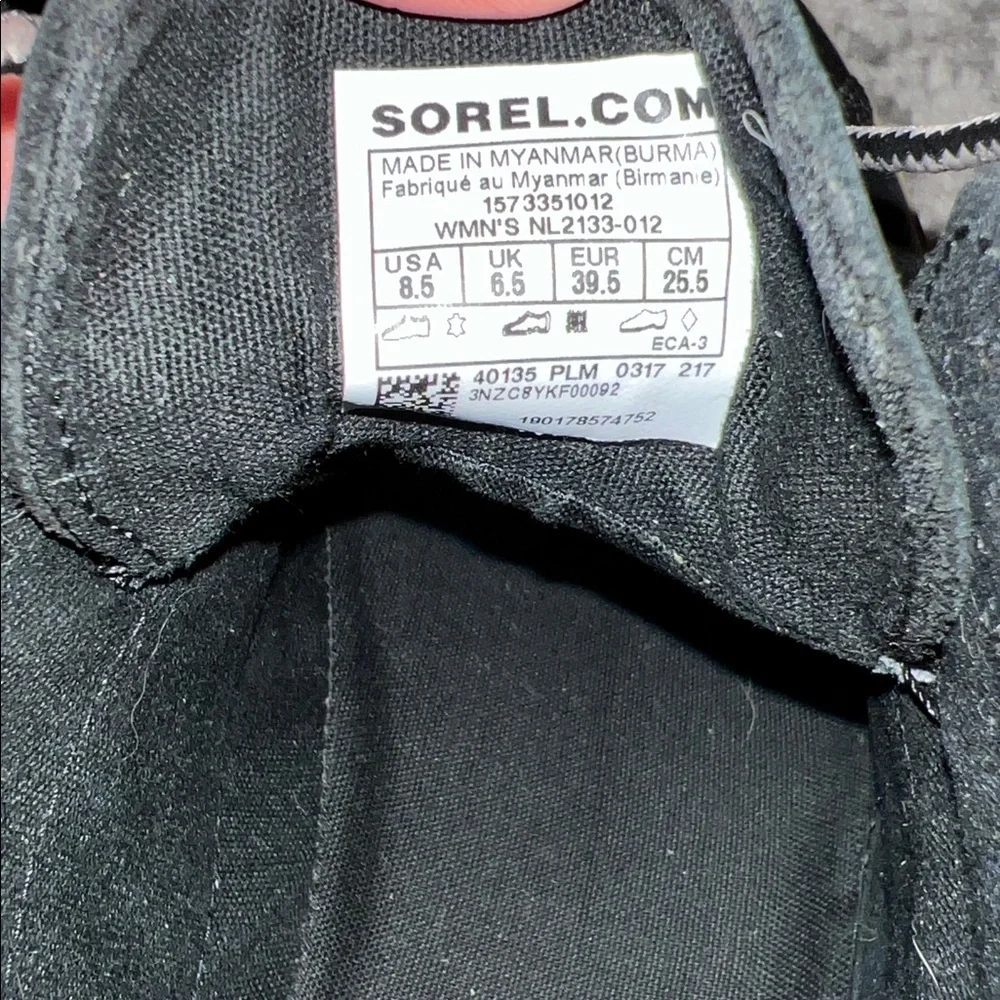 SOREL.COM
MADE IN MYANMAR(BURMA)
Fabriqué au Myanmar (Birmanie)
1573351012
WMN'S NL2133-012
USA UK EUR CM
8.5 6.5 39.5 25.5
ECA-3
40135 PLM 0317 217
3NZC8YKF00092
190178574752